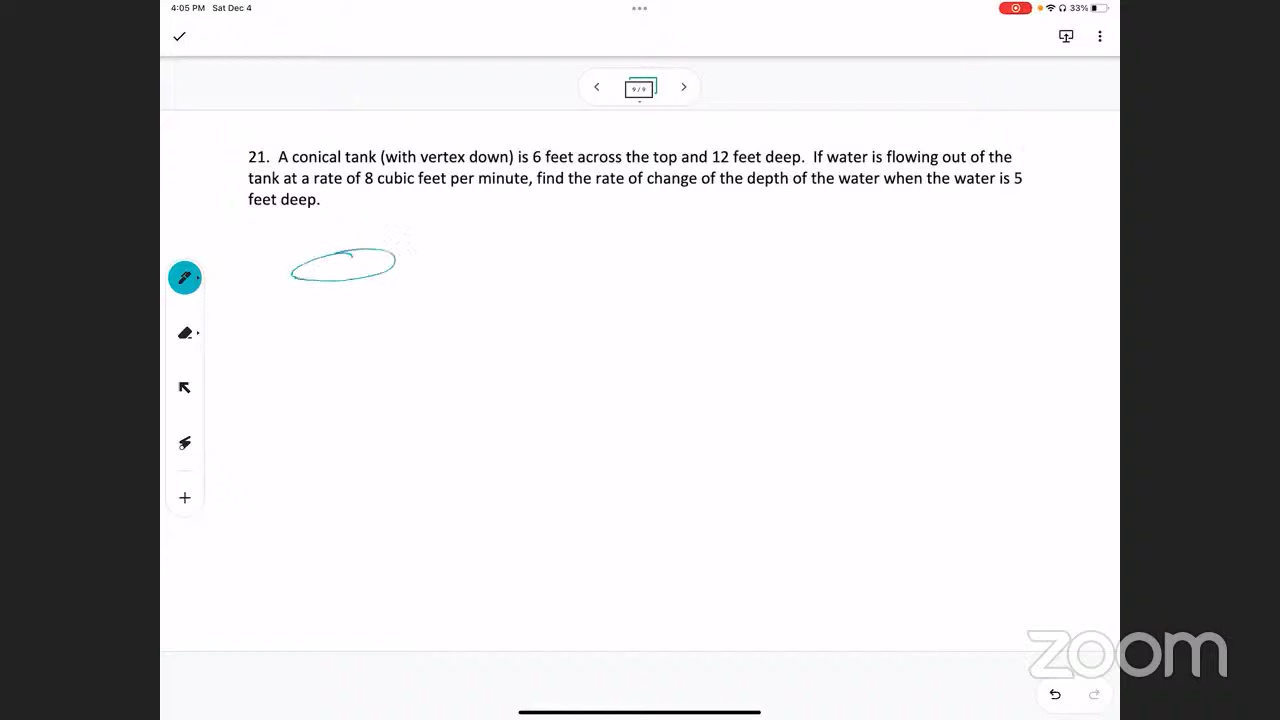 4:05 PM Sat Dec 4
33%
9 / 9
21. A conical tank (with vertex down) is 6 feet across the top and 12 feet deep. If water is flowing out of the
tank at a rate of 8 cubic feet per minute, find the rate of change of the depth of the water when the water is 5
feet deep.
zoom